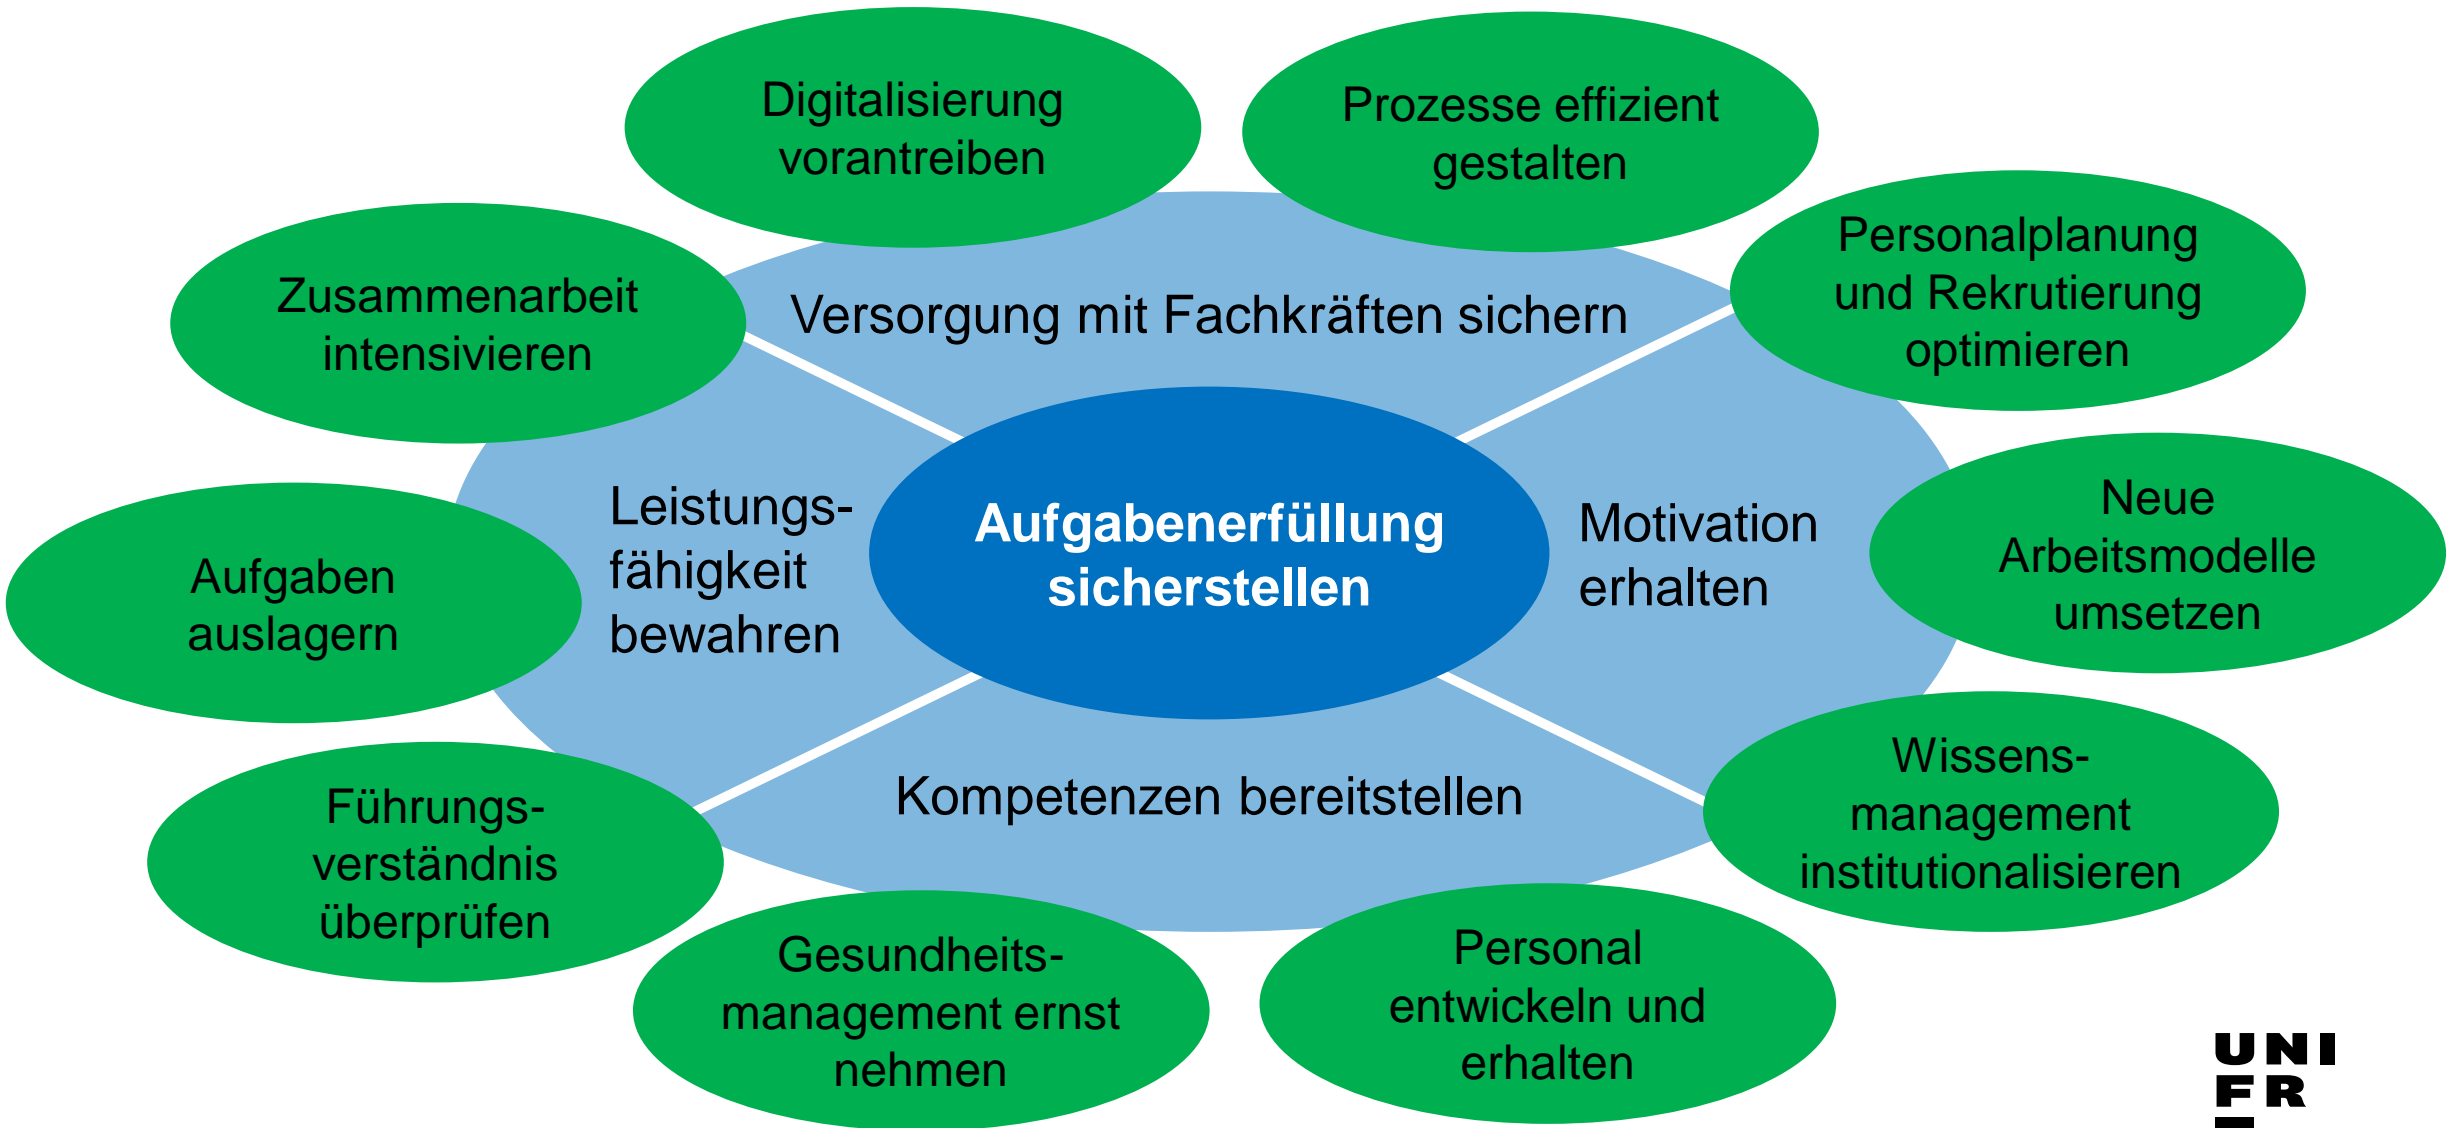 Digitalisierung
vorantreiben
Prozesse effizient
gestalten
Personalplanung
und Rekrutierung
optimieren
Zusammenarbeit
intensivieren
Versorgung mit Fachkräften sichern
Leistungs-
fähigkeit
bewahren
Aufgabenerfüllung
sicherstellen
Motivation
erhalten
Neue
Arbeitsmodelle
umsetzen
Aufgaben
auslagern
Kompetenzen bereitstellen
Wissens-
management
institutionalisieren
Führungs-
verständnis
überprüfen
Gesundheits-
management ernst
nehmen
Personal
entwickeln und
erhalten
UNI
FR